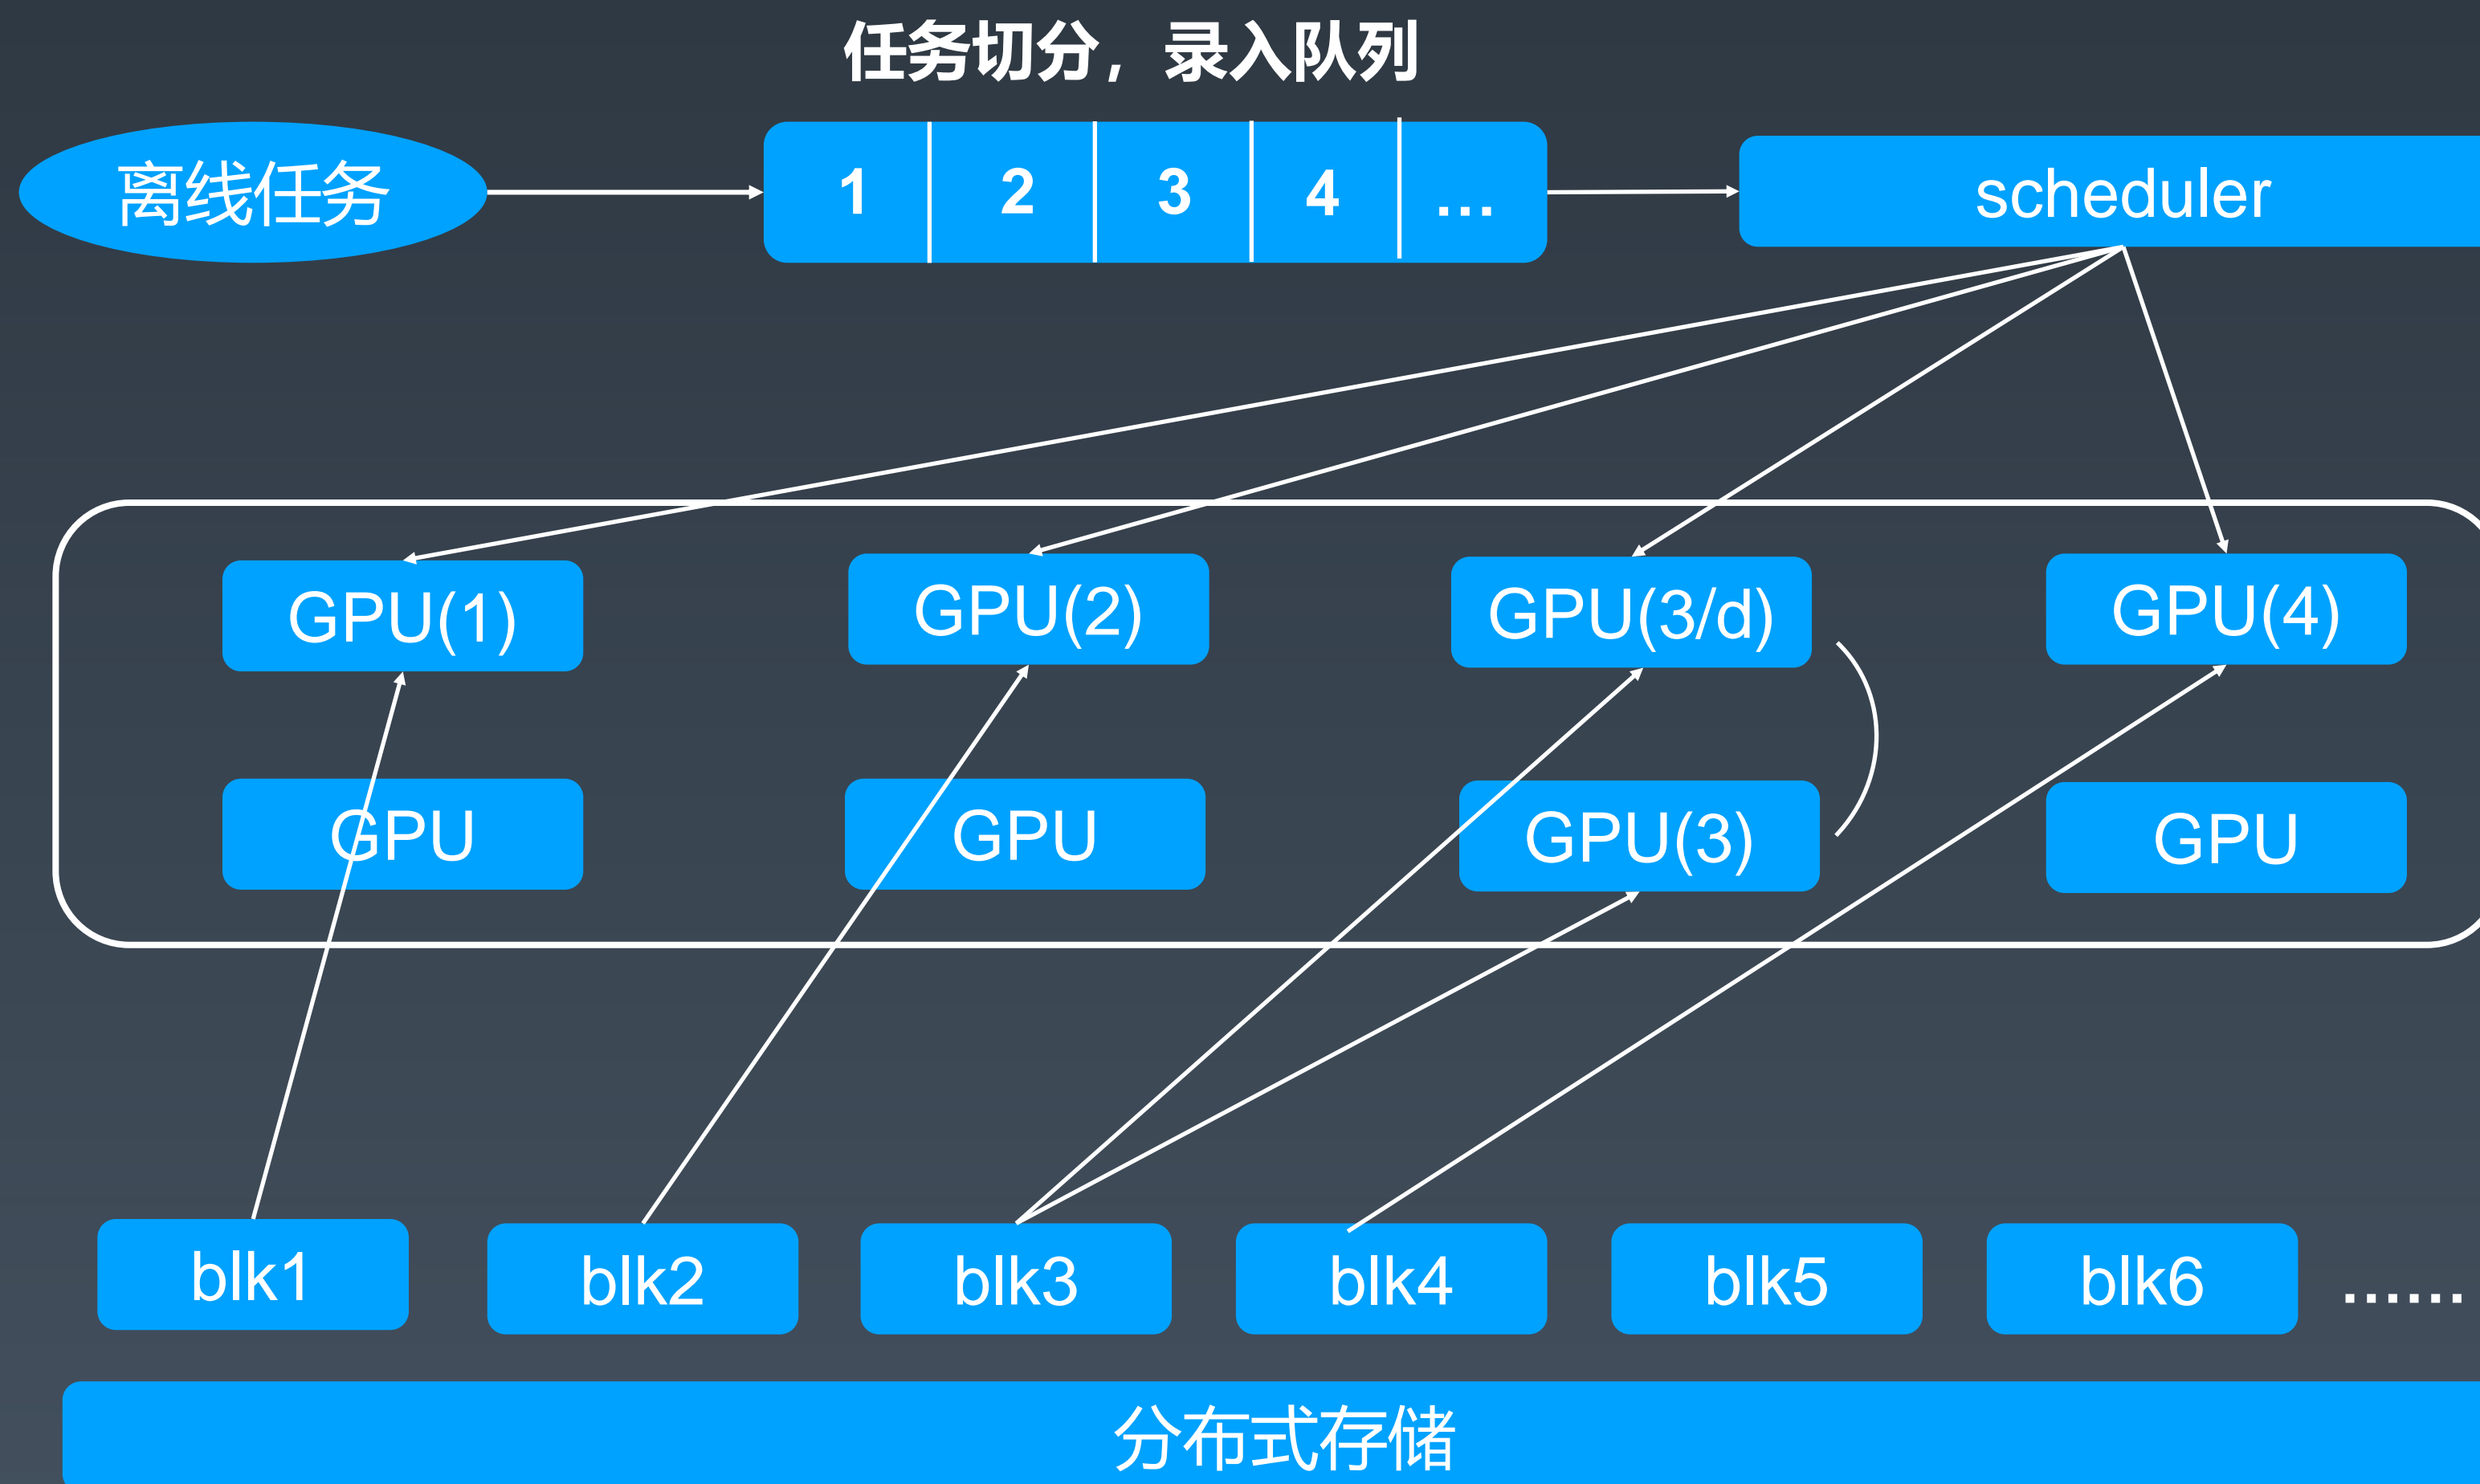 任务切分，录入队列
离线任务
1 2 3 4 ...
scheduler
GPU(1) GPU(2) GPU(3/d) GPU(4)
GPU GPU GPU(3) GPU
blk1 blk2 blk3 blk4 blk5 blk6 ......
分布式存储